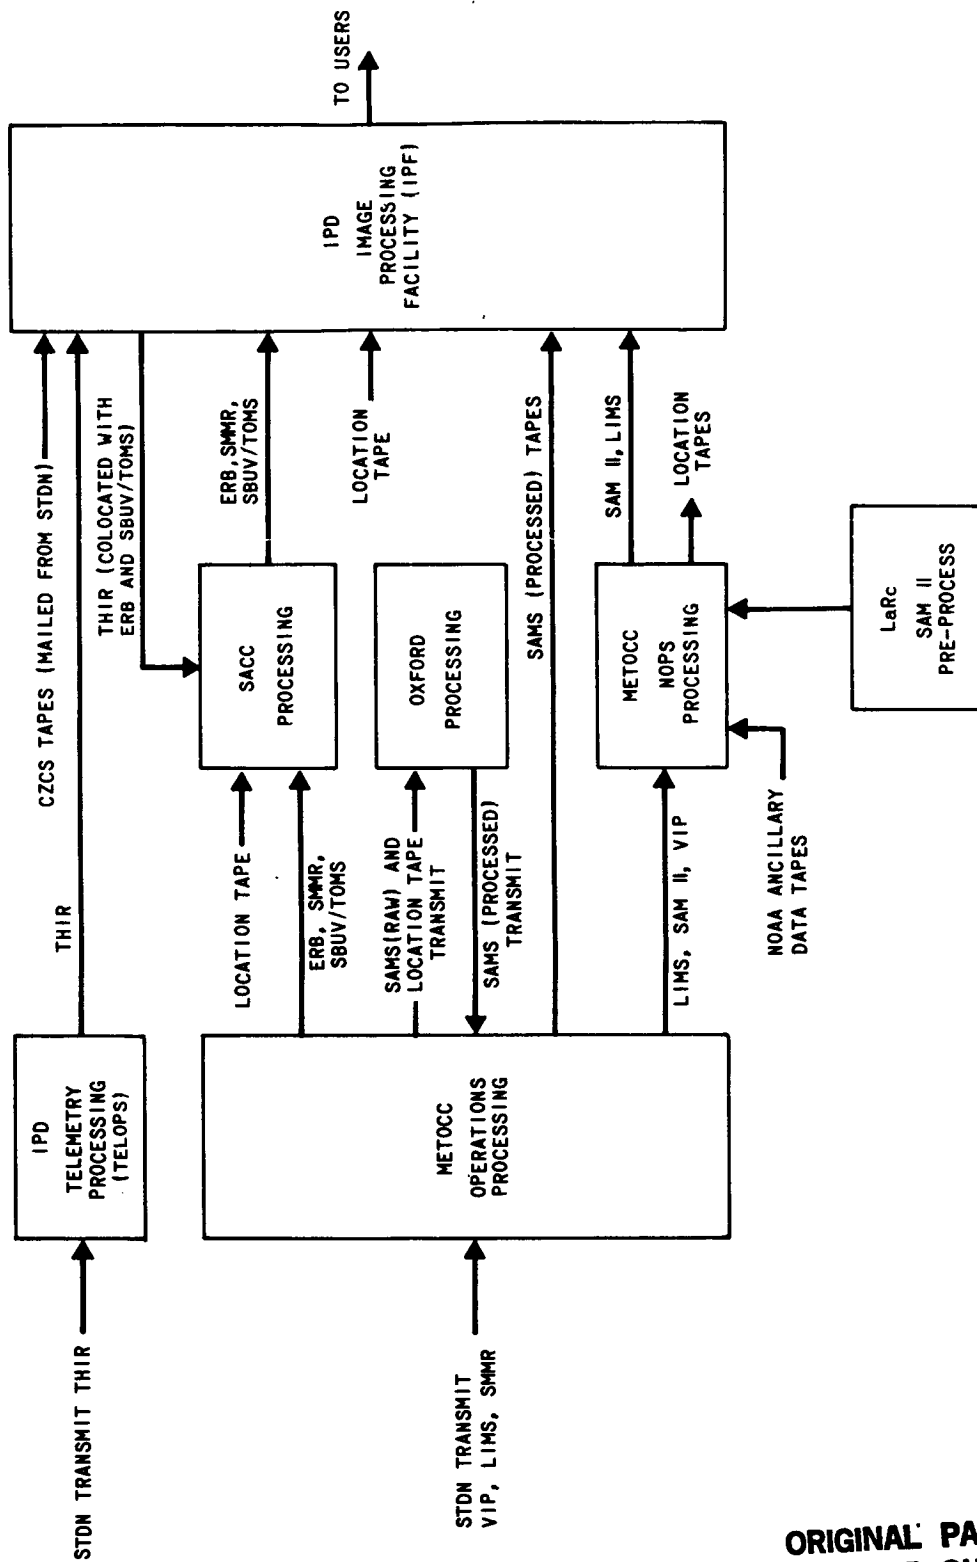 STDN TRANSMIT THIR
IPD
TELEMETRY
PROCESSING
(TELOPS)
THIR
CZCS TAPES (MAILED FROM STDN)
THIR (COLOCATED WITH
ERB AND SBUV/TOMS)
STDN TRANSMIT
VIP, LIMS, SMMR
METOCC
OPERATIONS
PROCESSING
LOCATION TAPE
ERB, SMMR,
SBUV/TOMS
SAMS(RAW) AND
LOCATION TAPE
TRANSMIT
SAMS (PROCESSED)
TRANSMIT
LIMS, SAM II, VIP
NOAA ANCILLARY
DATA TAPES
SACC
PROCESSING
OXFORD
PROCESSING
METOCC
NOPS
PROCESSING
LaRc
SAM II
PRE-PROCESS
ERB, SMMR,
SBUV/TOMS
LOCATION
TAPE
SAMS (PROCESSED) TAPES
SAM II, LIMS
LOCATION
TAPES
IPD
IMAGE
PROCESSING
FACILITY (IPF)
TO USERS
ORIGINAL